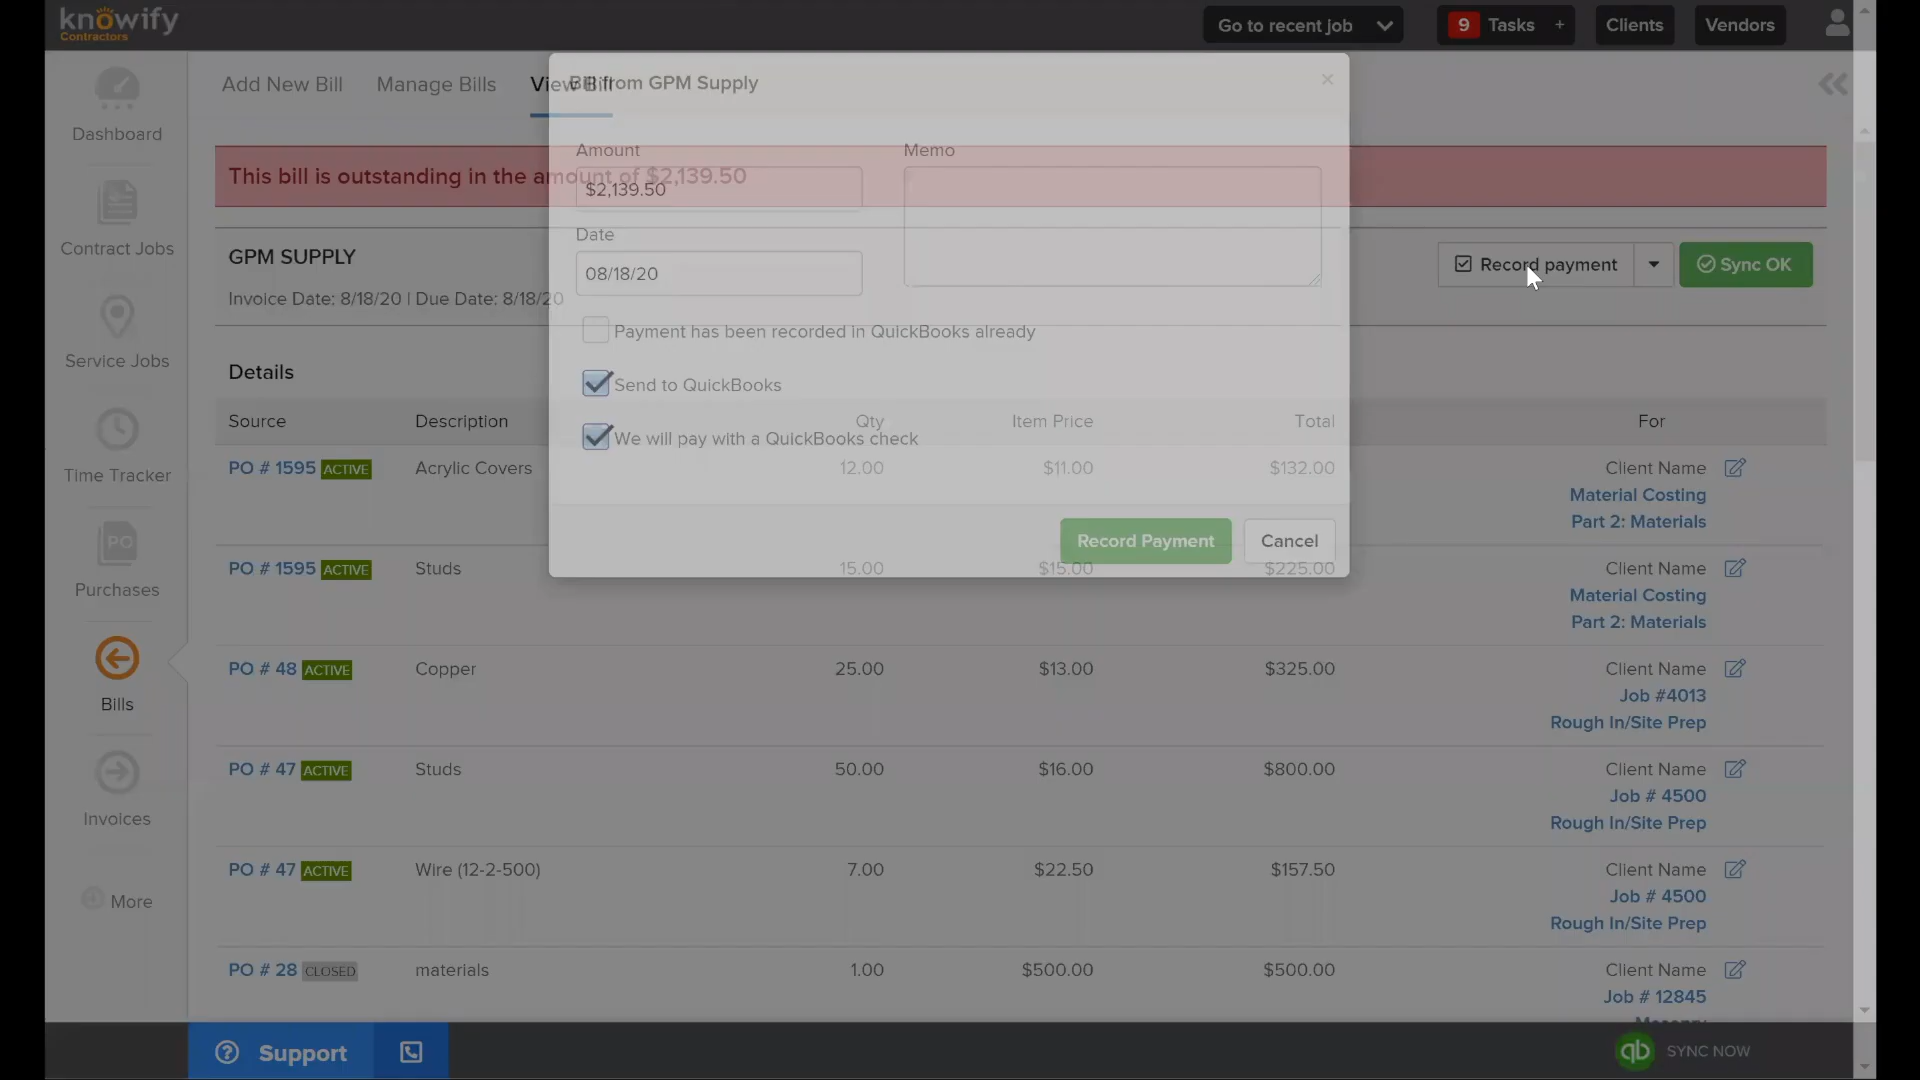 knowify
Contractors
Go to recent job
9 Tasks +
Clients
Vendors
Add New Bill
Manage Bills
View Bill
Bill from GPM Supply
×
Dashboard
Contract Jobs
Service Jobs
Time Tracker
PO
Purchases
Bills
Invoices
More
This bill is outstanding in the amount of $2,139.50
Amount
$2,139.50
Memo
Date
08/18/20
Payment has been recorded in QuickBooks already
Send to QuickBooks
We will pay with a QuickBooks check
Record Payment
Cancel
GPM SUPPLY
Invoice Date: 8/18/20 | Due Date: 8/18/20
Record payment
Sync OK
Details
Source Description Qty Item Price Total For
PO # 1595 ACTIVE Acrylic Covers 12.00 $11.00 $132.00 Client Name
Material Costing
Part 2: Materials
PO # 1595 ACTIVE Studs 15.00 $15.00 $225.00 Client Name
Material Costing
Part 2: Materials
PO # 48 ACTIVE Copper 25.00 $13.00 $325.00 Client Name
Job #4013
Rough In/Site Prep
PO # 47 ACTIVE Studs 50.00 $16.00 $800.00 Client Name
Job # 4500
Rough In/Site Prep
PO # 47 ACTIVE Wire (12-2-500) 7.00 $22.50 $157.50 Client Name
Job # 4500
Rough In/Site Prep
PO # 28 CLOSED materials 1.00 $500.00 $500.00 Client Name
Job # 12845
Support
qb SYNC NOW